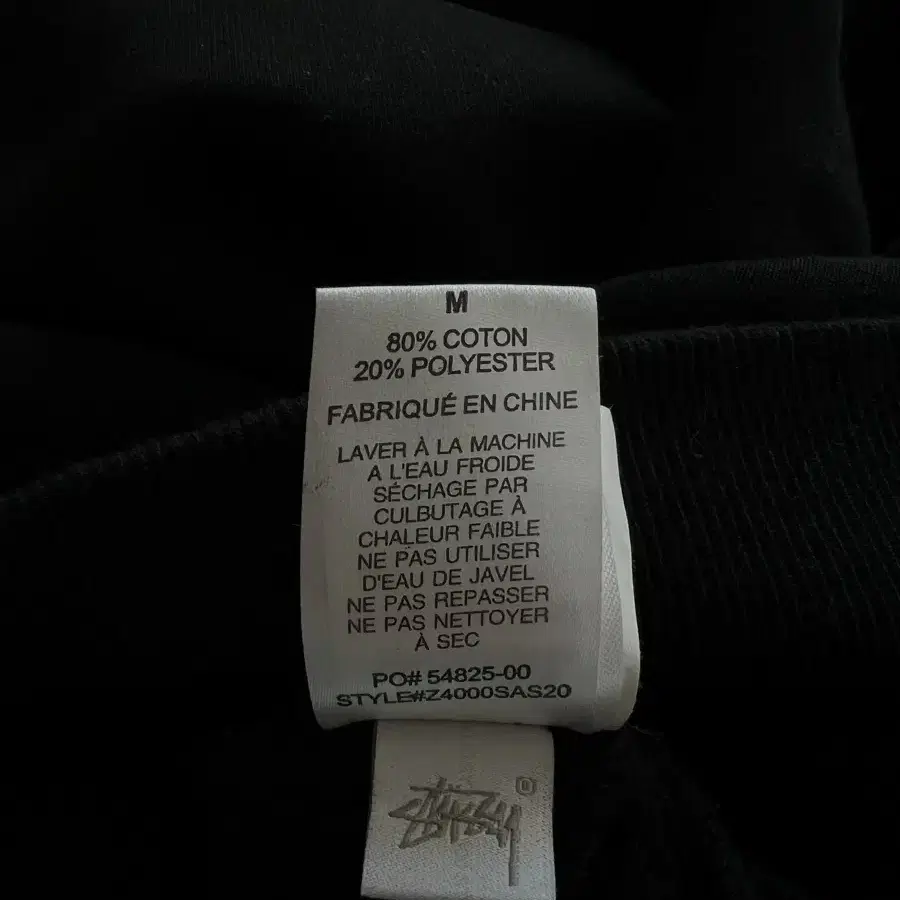 M
80% COTON
20% POLYESTER
FABRIQUÉ EN CHINE
LAVER À LA MACHINE
A L'EAU FROIDE
SÉCHAGE PAR
CULBUTAGE À
CHALEUR FAIBLE
NE PAS UTILISER
D'EAU DE JAVEL
NE PAS REPASSER
NE PAS NETTOYER
À SEC
PO# 54825-00
STYLE#Z4000SAS20
Stüssy®